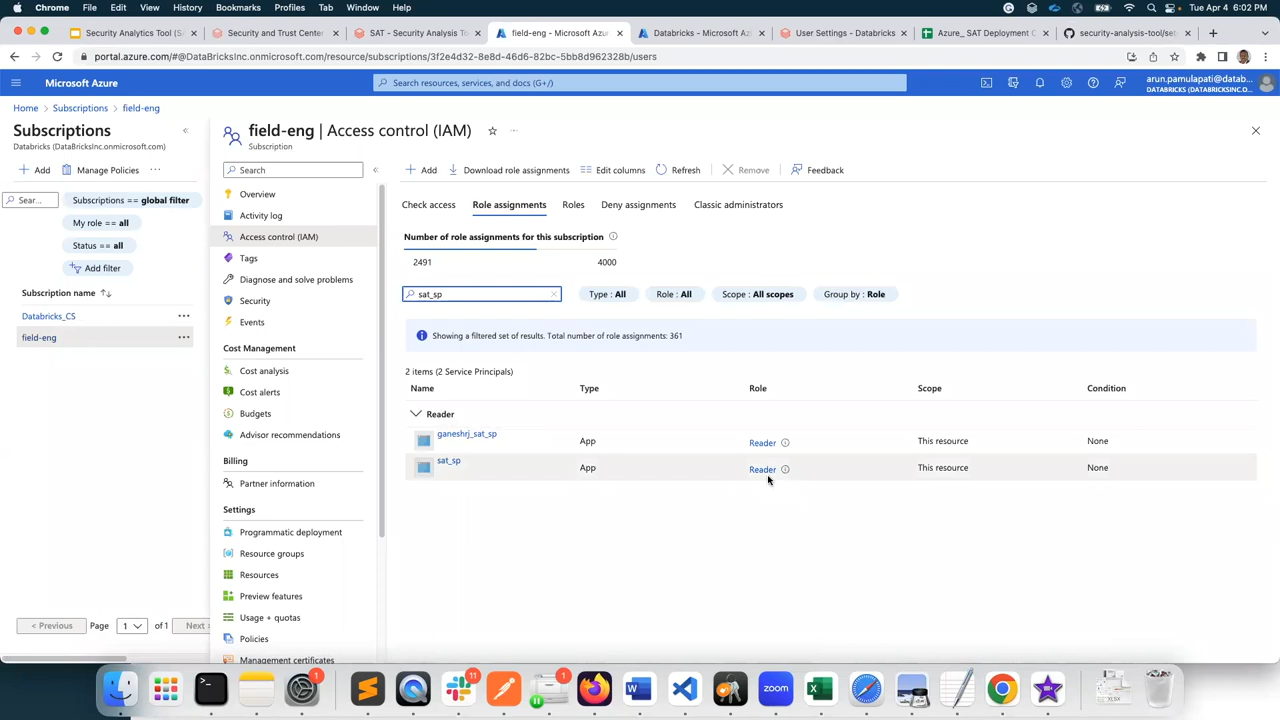 Chrome File Edit View History Bookmarks Profiles Tab Window Help Tue Apr 4 6:02 PM
Security Analytics Tool (S Security and Trust Center SAT - Security Analysis T field-eng - Microsoft Azure Databricks - Microsoft Azure User Settings - Databricks Azure_ SAT Deployment C security-analysis-tool/set
portal.azure.com/#@DataBricksInc.onmicrosoft.com/resource/subscriptions/3f2e4d32-8e8d-46d6-82bc-5bb8d962328b/users
Microsoft Azure
Search resources, services, and docs (G+/)
arun.pamulapati@datab...
DATABRICKS (DATABRICKSINC.O...
Home > Subscriptions > field-eng
Subscriptions
Databricks (DataBricksInc.onmicrosoft.com)
Add Manage Policies ...
Sear...
Subscriptions == global filter
My role == all
Status == all
Add filter
Subscription name
Databricks_CS ...
field-eng ...
< Previous Page 1 of 1 Next
field-eng | Access control (IAM)
Subscription
Search
Overview
Activity log
Access control (IAM)
Tags
Diagnose and solve problems
Security
Events
Cost Management
Cost analysis
Cost alerts
Budgets
Advisor recommendations
Billing
Partner information
Settings
Programmatic deployment
Resource groups
Resources
Preview features
Usage + quotas
Policies
Management certificates
Add Download role assignments Edit columns Refresh Remove Feedback
Check access Role assignments Roles Deny assignments Classic administrators
Number of role assignments for this subscription
2491 4000
sat_sp
Type : All Role : All Scope : All scopes Group by : Role
Showing a filtered set of results. Total number of role assignments: 361
2 items (2 Service Principals)
Name Type Role Scope Condition
Reader
ganeshrj_sat_sp App Reader This resource None
sat_sp App Reader This resource None
1 11 1
zoom